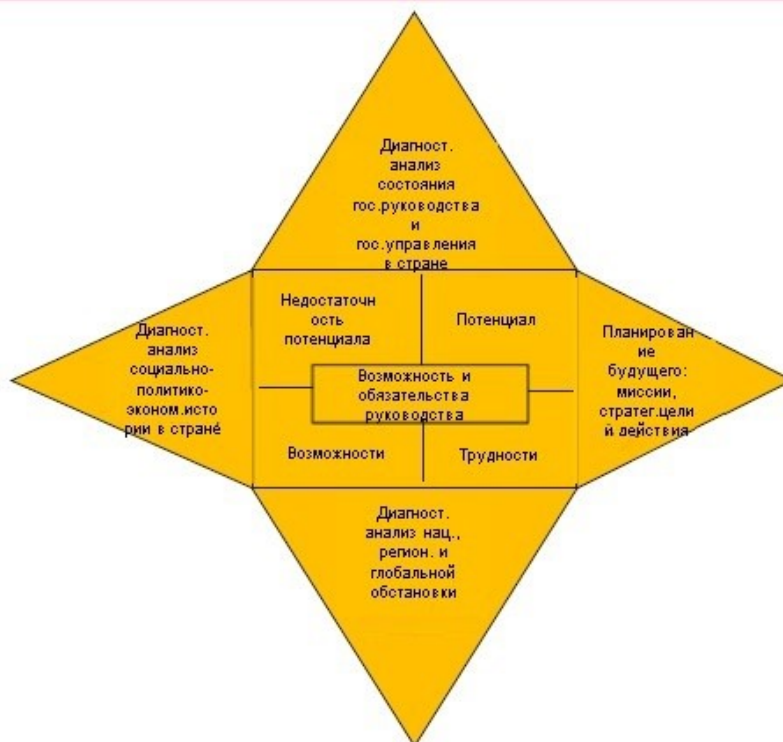 Диагност.
анализ
состояния
гос.руководства
и
гос.управления
в стране
Недостаточн
ость
потенциала
Потенциал
Диагност.
анализ
социально-
политико-
эконом.исто
рии в стране
Возможность и
обязательства
руководства
Планирован
ие
будущего:
миссии,
стратег.цели
и действия
Возможности
Трудности
Диагност.
анализ нац.,
регион. и
глобальной
обстановки